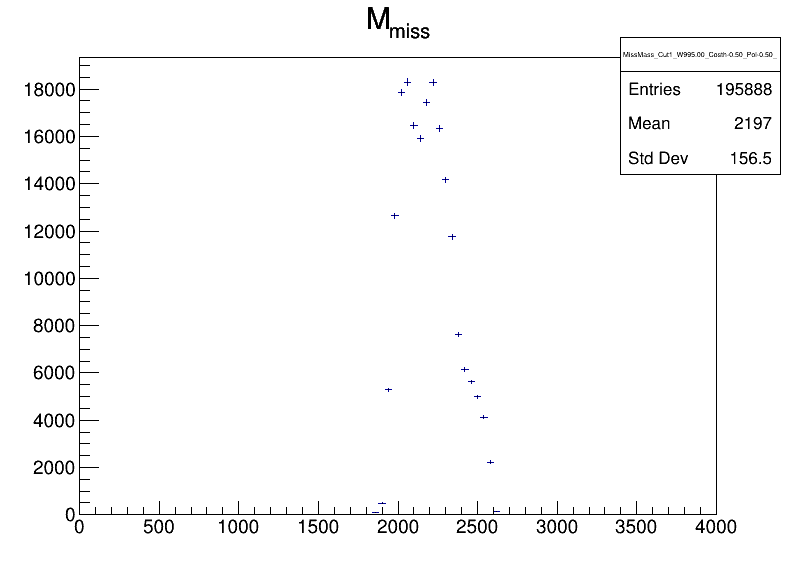 M_miss
MissMass_Cut1_W995.00_Costh-0.50_Pol-0.50_
Entries 195888
Mean 2197
Std Dev 156.5
18000
16000
14000
12000
10000
8000
6000
4000
2000
0
0 500 1000 1500 2000 2500 3000 3500 4000